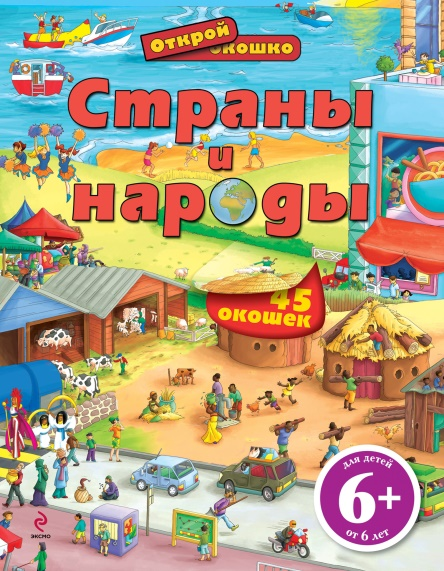 Открой
окошко
Страны
и
народы
45
окошек
для детей
6+
от 6 лет
эксмо